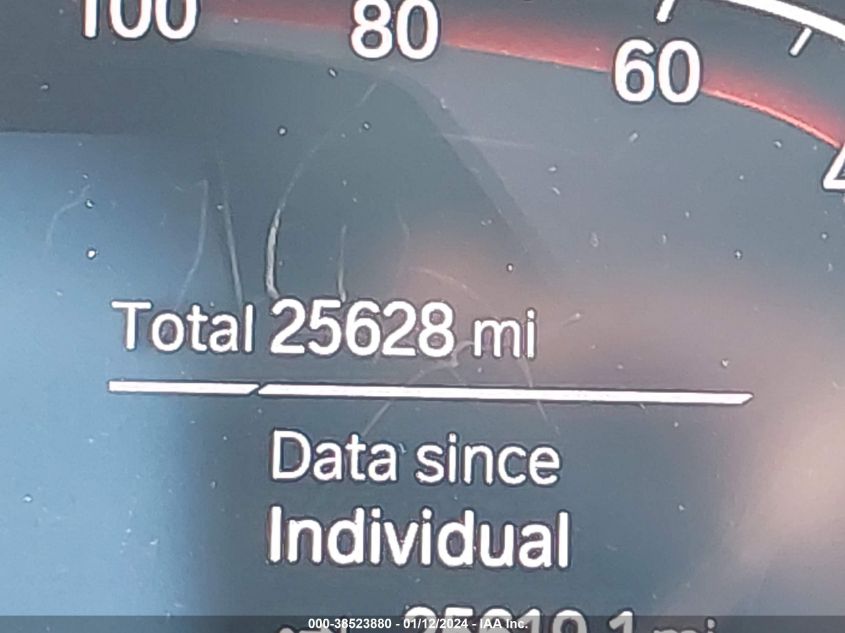 100 80 60
Total 25628 mi
Data since
Individual
000-38523880 - 01/12/2024 - IAA Inc.